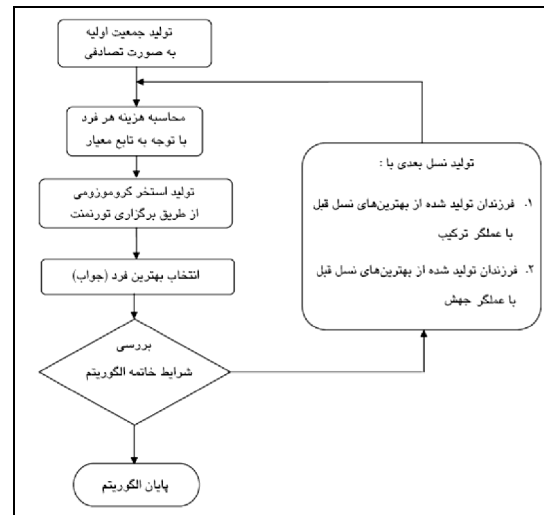 تولید جمعیت اولیه
به صورت تصادفی
محاسبه هزینه هر فرد
با توجه به تابع معیار
تولید استخر کروموزومی
از طریق برگزاری تورنمنت
انتخاب بهترین فرد (جواب)
بررسی
شرایط خاتمه الگوریتم
پایان الگوریتم
تولید نسل بعدی با :
۱. فرزندان تولید شده از بهترین‌های نسل قبل
با عملگر ترکیب
۲. فرزندان تولید شده از بهترین‌های نسل قبل
با عملگر جهش